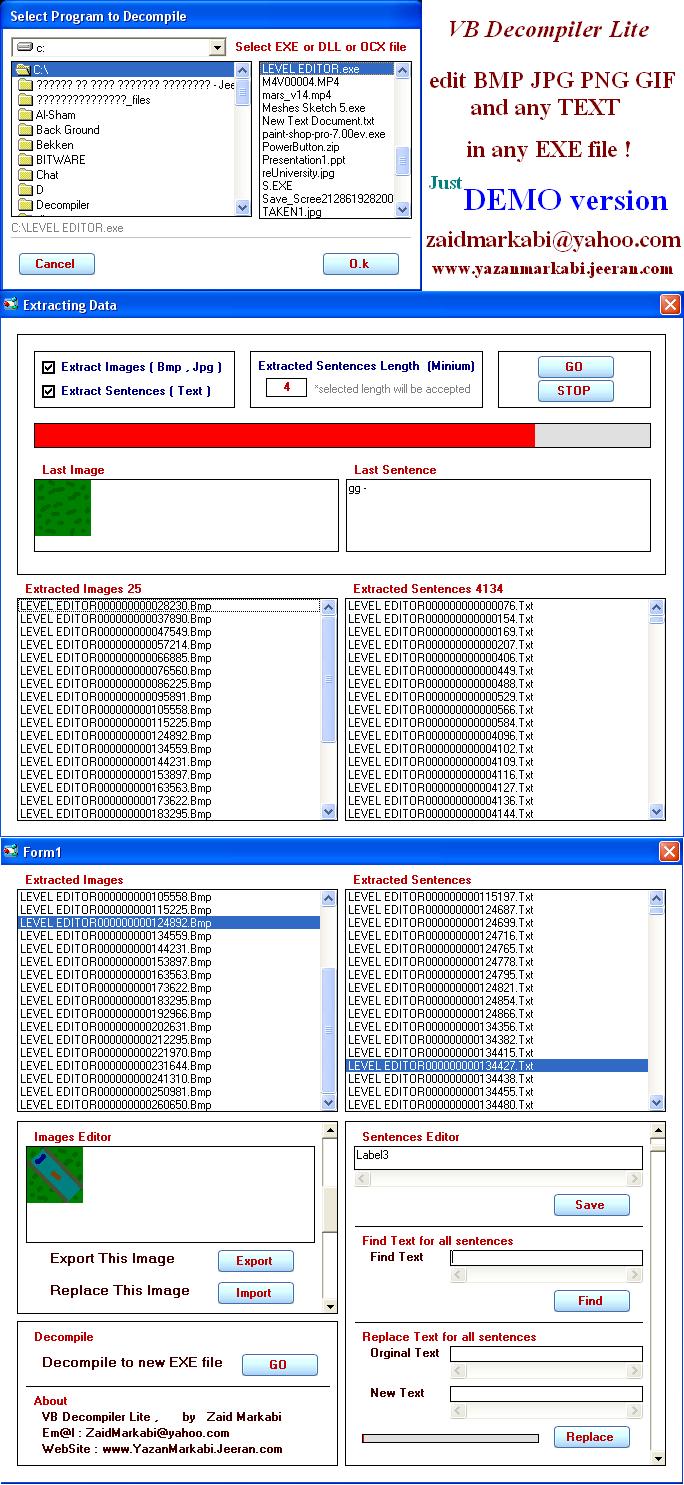 Select Program to Decompile
c:
Select EXE or DLL or OCX file
C:\
?????? ?? ???? ??????? ???????? - Jee
???????????????_files
Al-Sham
Back Ground
Bekken
BITWARE
Chat
D
Decompiler
LEVEL EDITOR.exe
M4V00004.MP4
mars_v14.mp4
Meshes Sketch 5.exe
New Text Document.txt
paint-shop-pro-7.00ev.exe
PowerButton.zip
Presentation1.ppt
reUniversity.jpg
S.EXE
Save_Scree212861928200
TAKEN1.jpg
C:\LEVEL EDITOR.exe
Cancel
O.k
VB Decompiler Lite
edit BMP JPG PNG GIF
and any TEXT
in any EXE file !
Just DEMO version
zaidmarkabi@yahoo.com
www.yazanmarkabi.jeeran.com
Extracting Data
Extract Images ( Bmp , Jpg )
Extract Sentences ( Text )
Extracted Sentences Length (Minium)
4 *selected length will be accepted
GO
STOP
Last Image
Last Sentence
gg -
Extracted Images 25
LEVEL EDITOR000000000028230.Bmp
LEVEL EDITOR000000000037890.Bmp
LEVEL EDITOR000000000047549.Bmp
LEVEL EDITOR000000000057214.Bmp
LEVEL EDITOR000000000066885.Bmp
LEVEL EDITOR000000000076560.Bmp
LEVEL EDITOR000000000086225.Bmp
LEVEL EDITOR000000000095891.Bmp
LEVEL EDITOR000000000105558.Bmp
LEVEL EDITOR000000000115225.Bmp
LEVEL EDITOR000000000124892.Bmp
LEVEL EDITOR000000000134559.Bmp
LEVEL EDITOR000000000144231.Bmp
LEVEL EDITOR000000000153897.Bmp
LEVEL EDITOR000000000163563.Bmp
LEVEL EDITOR000000000173622.Bmp
LEVEL EDITOR000000000183295.Bmp
Extracted Sentences 4134
LEVEL EDITOR000000000000076.Txt
LEVEL EDITOR000000000000154.Txt
LEVEL EDITOR000000000000169.Txt
LEVEL EDITOR000000000000207.Txt
LEVEL EDITOR000000000000406.Txt
LEVEL EDITOR000000000000449.Txt
LEVEL EDITOR000000000000488.Txt
LEVEL EDITOR000000000000529.Txt
LEVEL EDITOR000000000000566.Txt
LEVEL EDITOR000000000000584.Txt
LEVEL EDITOR000000000004096.Txt
LEVEL EDITOR000000000004102.Txt
LEVEL EDITOR000000000004109.Txt
LEVEL EDITOR000000000004116.Txt
LEVEL EDITOR000000000004127.Txt
LEVEL EDITOR000000000004136.Txt
LEVEL EDITOR000000000004144.Txt
Form1
Extracted Images
LEVEL EDITOR000000000105558.Bmp
LEVEL EDITOR000000000115225.Bmp
LEVEL EDITOR000000000124892.Bmp
LEVEL EDITOR000000000134559.Bmp
LEVEL EDITOR000000000144231.Bmp
LEVEL EDITOR000000000153897.Bmp
LEVEL EDITOR000000000163563.Bmp
LEVEL EDITOR000000000173622.Bmp
LEVEL EDITOR000000000183295.Bmp
LEVEL EDITOR000000000192966.Bmp
LEVEL EDITOR000000000202631.Bmp
LEVEL EDITOR000000000212295.Bmp
LEVEL EDITOR000000000221970.Bmp
LEVEL EDITOR000000000231644.Bmp
LEVEL EDITOR000000000241310.Bmp
LEVEL EDITOR000000000250981.Bmp
LEVEL EDITOR000000000260650.Bmp
Extracted Sentences
LEVEL EDITOR000000000115197.Txt
LEVEL EDITOR000000000124687.Txt
LEVEL EDITOR000000000124699.Txt
LEVEL EDITOR000000000124716.Txt
LEVEL EDITOR000000000124765.Txt
LEVEL EDITOR000000000124778.Txt
LEVEL EDITOR000000000124795.Txt
LEVEL EDITOR000000000124821.Txt
LEVEL EDITOR000000000124854.Txt
LEVEL EDITOR000000000124866.Txt
LEVEL EDITOR000000000134356.Txt
LEVEL EDITOR000000000134382.Txt
LEVEL EDITOR000000000134415.Txt
LEVEL EDITOR000000000134427.Txt
LEVEL EDITOR000000000134438.Txt
LEVEL EDITOR000000000134455.Txt
LEVEL EDITOR000000000134480.Txt
Images Editor
Export This Image
Export
Replace This Image
Import
Decompile
Decompile to new EXE file
GO
About
VB Decompiler Lite , by Zaid Markabi
Em@l : ZaidMarkabi@yahoo.com
WebSite : www.YazanMarkabi.Jeeran.com
Sentences Editor
Label3
Save
Find Text for all sentences
Find Text
Find
Replace Text for all sentences
Orginal Text
New Text
Replace